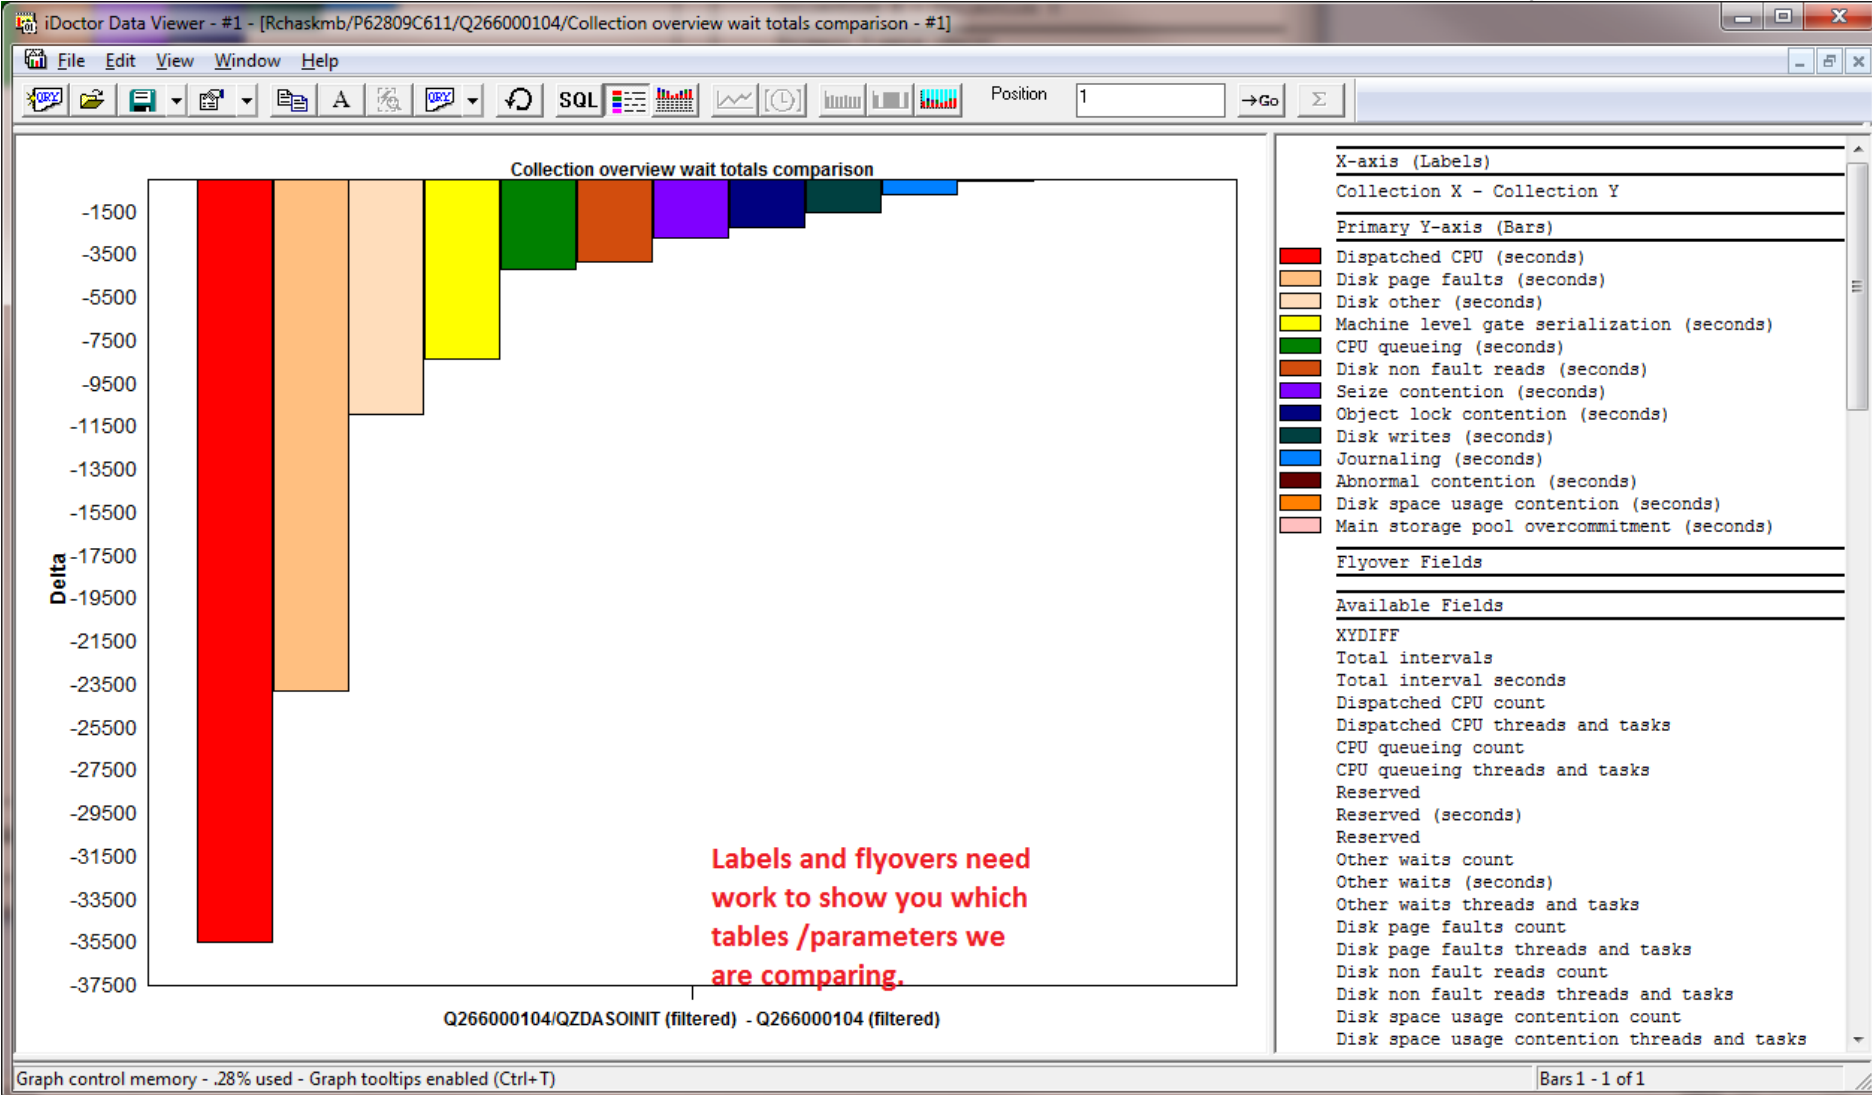 iDoctor Data Viewer - #1 - [Rchaskmb/P62809C611/Q266000104/Collection overview wait totals comparison - #1]
File Edit View Window Help
QRY A QRY SQL Position 1 →Go Σ
Collection overview wait totals comparison
-1500
-3500
-5500
-7500
-9500
-11500
-13500
-15500
-17500
-19500
-21500
-23500
-25500
-27500
-29500
-31500
-33500
-35500
-37500
Delta
Labels and flyovers need
work to show you which
tables /parameters we
are comparing.
Q266000104/QZDASOINIT (filtered) - Q266000104 (filtered)
X-axis (Labels)
Collection X - Collection Y
Primary Y-axis (Bars)
Dispatched CPU (seconds)
Disk page faults (seconds)
Disk other (seconds)
Machine level gate serialization (seconds)
CPU queueing (seconds)
Disk non fault reads (seconds)
Seize contention (seconds)
Object lock contention (seconds)
Disk writes (seconds)
Journaling (seconds)
Abnormal contention (seconds)
Disk space usage contention (seconds)
Main storage pool overcommitment (seconds)
Flyover Fields
Available Fields
XYDIFF
Total intervals
Total interval seconds
Dispatched CPU count
Dispatched CPU threads and tasks
CPU queueing count
CPU queueing threads and tasks
Reserved
Reserved (seconds)
Reserved
Other waits count
Other waits (seconds)
Other waits threads and tasks
Disk page faults count
Disk page faults threads and tasks
Disk non fault reads count
Disk non fault reads threads and tasks
Disk space usage contention count
Disk space usage contention threads and tasks
Graph control memory - .28% used - Graph tooltips enabled (Ctrl+T)
Bars 1 - 1 of 1